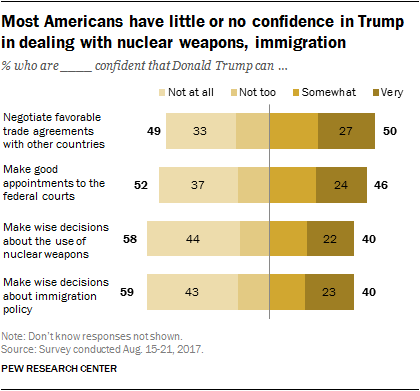 Most Americans have little or no confidence in Trump
in dealing with nuclear weapons, immigration
% who are ____ confident that Donald Trump can ...
Not at all Not too Somewhat Very
Negotiate favorable
trade agreements
with other countries
49 33 27 50
Make good
appointments to the
federal courts
52 37 24 46
Make wise decisions
about the use of
nuclear weapons
58 44 22 40
Make wise decisions
about immigration
policy
59 43 23 40
Note: Don't know responses not shown.
Source: Survey conducted Aug. 15-21, 2017.
PEW RESEARCH CENTER